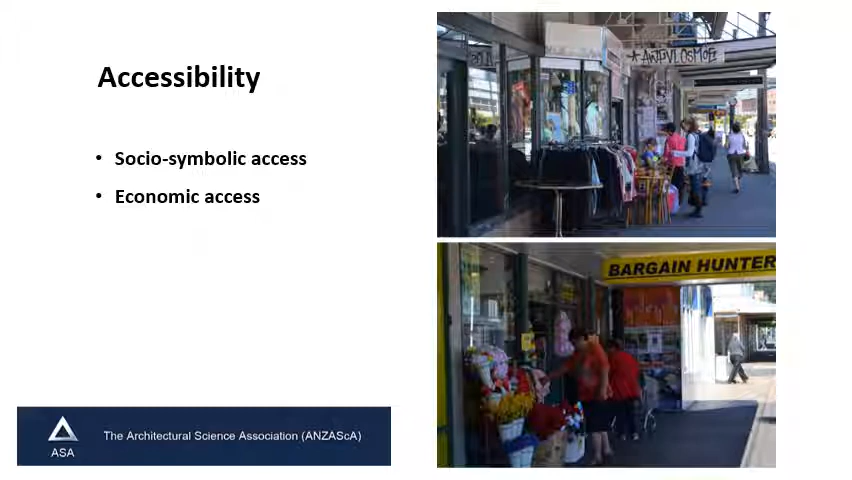 Accessibility
• Socio-symbolic access
• Economic access
BARGAIN HUNTER
ASA
The Architectural Science Association (ANZAScA)